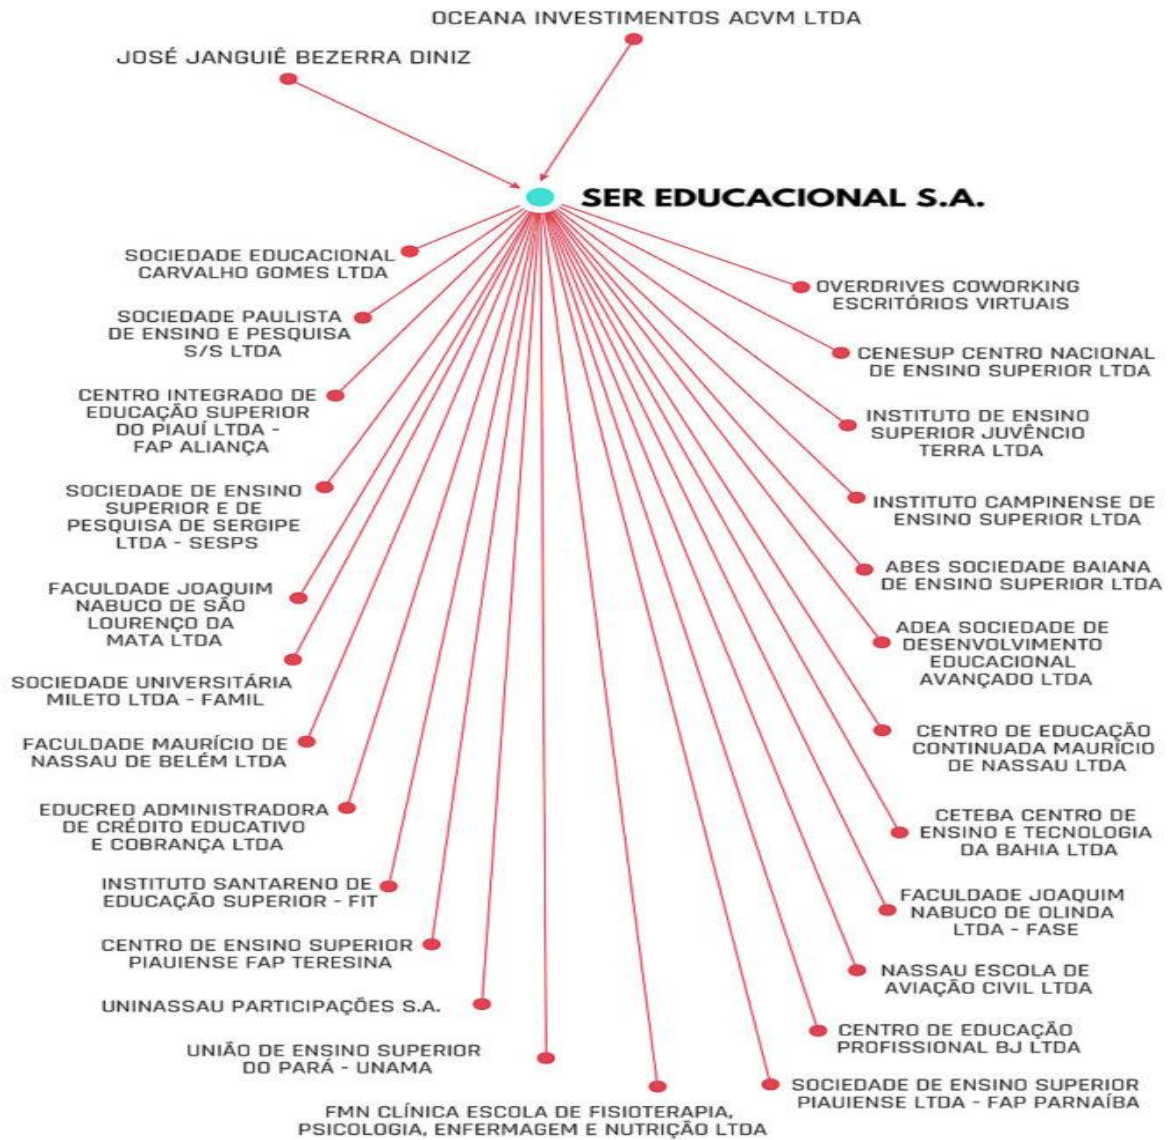 OCEANA INVESTIMENTOS ACVM LTDA
JOSÉ JANGUIÊ BEZERRA DINIZ
SER EDUCACIONAL S.A.
SOCIEDADE EDUCACIONAL
CARVALHO GOMES LTDA
SOCIEDADE PAULISTA
DE ENSINO E PESQUISA
S/S LTDA
CENTRO INTEGRADO DE
EDUCAÇÃO SUPERIOR
DO PIAUÍ LTDA -
FAP ALIANÇA
SOCIEDADE DE ENSINO
SUPERIOR E DE
PESQUISA DE SERGIPE
LTDA - SESPS
FACULDADE JOAQUIM
NABUCO DE SÃO
LOURENÇO DA
MATA LTDA
SOCIEDADE UNIVERSITÁRIA
MILETO LTDA - FAMIL
FACULDADE MAURÍCIO DE
NASSAU DE BELÉM LTDA
EDUCRED ADMINISTRADORA
DE CRÉDITO EDUCATIVO
E COBRANÇA LTDA
INSTITUTO SANTARENO DE
EDUCAÇÃO SUPERIOR - FIT
CENTRO DE ENSINO SUPERIOR
PIAUIENSE FAP TERESINA
UNINASSAU PARTICIPAÇÕES S.A.
UNIÃO DE ENSINO SUPERIOR
DO PARÁ - UNAMA
FMN CLÍNICA ESCOLA DE FISIOTERAPIA,
PSICOLOGIA, ENFERMAGEM E NUTRIÇÃO LTDA
OVERDRIVES COWORKING
ESCRITÓRIOS VIRTUAIS
CENESUP CENTRO NACIONAL
DE ENSINO SUPERIOR LTDA
INSTITUTO DE ENSINO
SUPERIOR JUVÊNCIO
TERRA LTDA
INSTITUTO CAMPINENSE DE
ENSINO SUPERIOR LTDA
ABES SOCIEDADE BAIANA
DE ENSINO SUPERIOR LTDA
ADEA SOCIEDADE DE
DESENVOLVIMENTO
EDUCACIONAL
AVANÇADO LTDA
CENTRO DE EDUCAÇÃO
CONTINUADA MAURÍCIO
DE NASSAU LTDA
CETEBA CENTRO DE
ENSINO E TECNOLOGIA
DA BAHIA LTDA
FACULDADE JOAQUIM
NABUCO DE OLINDA
LTDA - FASE
NASSAU ESCOLA DE
AVIAÇÃO CIVIL LTDA
CENTRO DE EDUCAÇÃO
PROFISSIONAL BJ LTDA
SOCIEDADE DE ENSINO SUPERIOR
PIAUIENSE LTDA - FAP PARNAÍBA